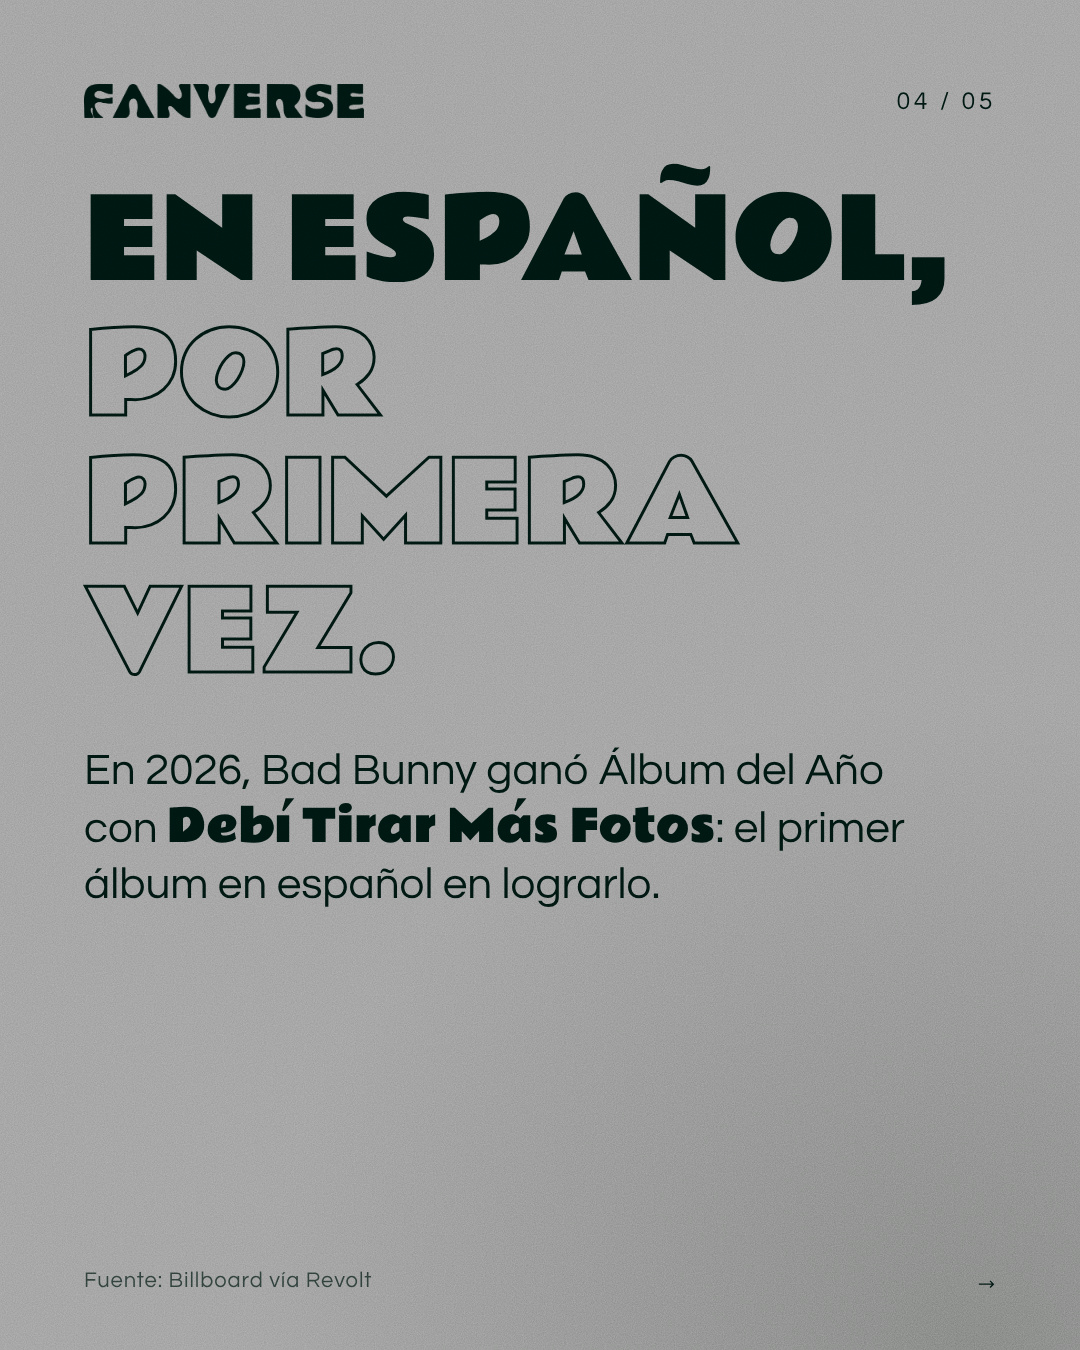 FANVERSE
04 / 05
EN ESPAÑOL,
POR
PRIMERA
VEZ.
En 2026, Bad Bunny ganó Álbum del Año
con Debí Tirar Más Fotos: el primer
álbum en español en lograrlo.
Fuente: Billboard vía Revolt
→